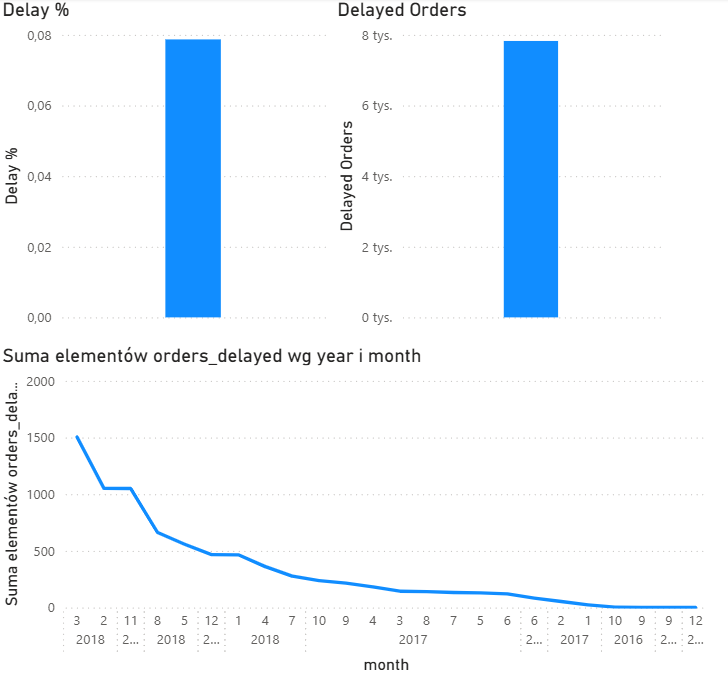 Delay %
0,08
0,06
0,04
0,02
0,00
Delay %
Delayed Orders
8 tys.
6 tys.
4 tys.
2 tys.
0 tys.
Delayed Orders
Suma elementów orders_delayed wg year i month
2000
1500
1000
500
0
Suma elementów orders_dela...
3 2 11 8 5 12 1 4 7 10 9 4 3 8 7 5 6 6 2 1 10 9 9 12
2018 2... 2018 2... 2018 2017 2... 2017 2016 2... 2...
month